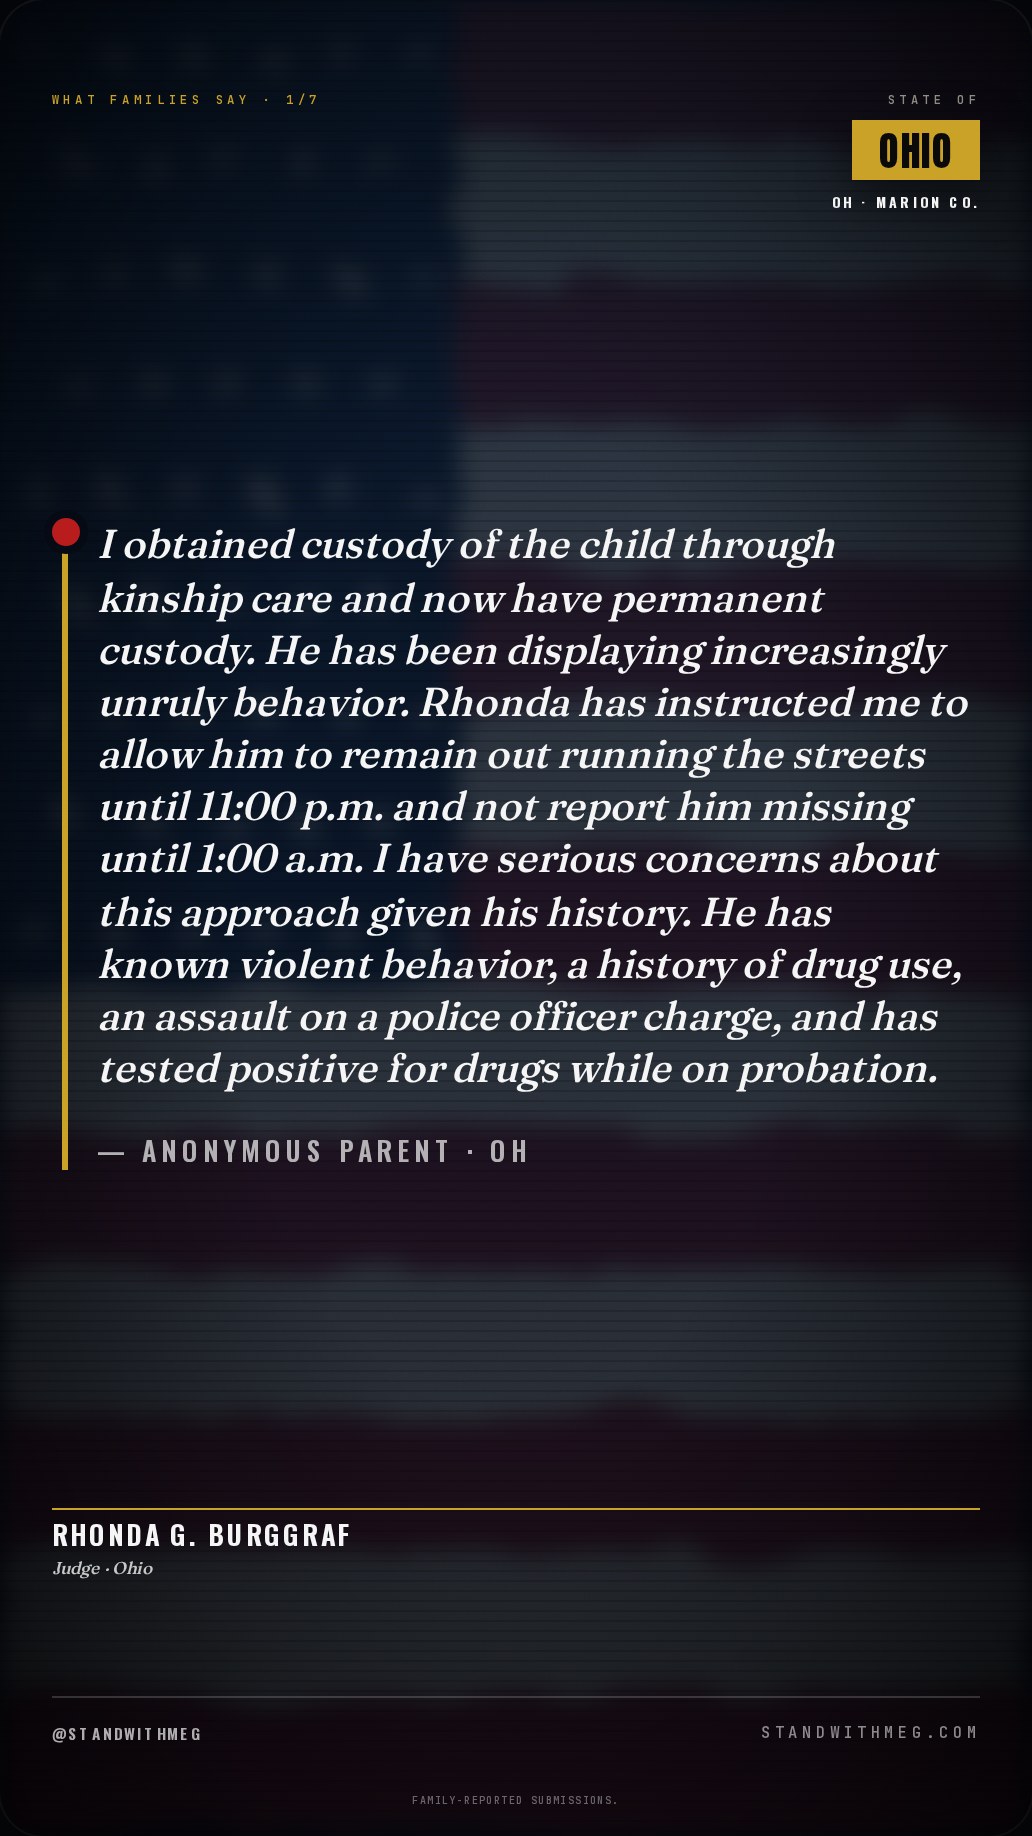 WHAT FAMILIES SAY · 1/7
STATE OF
OHIO
OH · MARION CO.
I obtained custody of the child through
kinship care and now have permanent
custody. He has been displaying increasingly
unruly behavior. Rhonda has instructed me to
allow him to remain out running the streets
until 11:00 p.m. and not report him missing
until 1:00 a.m. I have serious concerns about
this approach given his history. He has
known violent behavior, a history of drug use,
an assault on a police officer charge, and has
tested positive for drugs while on probation.
— ANONYMOUS PARENT · OH
RHONDA G. BURGGRAF
Judge · Ohio
@STANDWITHMEG
STANDWITHMEG.COM
FAMILY-REPORTED SUBMISSIONS.